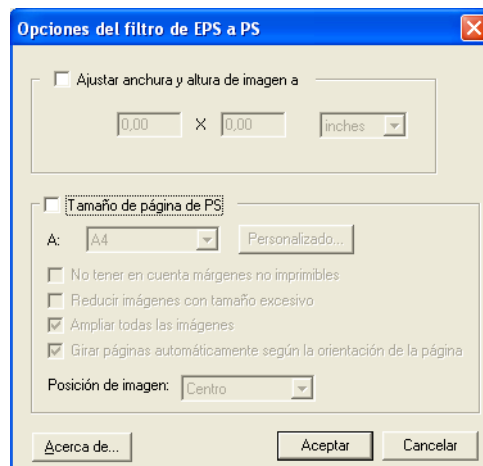 Opciones del filtro de EPS a PS
Ajustar anchura y altura de imagen a
0,00 X 0,00 inches
Tamaño de página de PS
A: A4 Personalizado...
No tener en cuenta márgenes no imprimibles
Reducir imágenes con tamaño excesivo
Ampliar todas las imágenes
Girar páginas automáticamente según la orientación de la página
Posición de imagen: Centro
Acerca de... Aceptar Cancelar